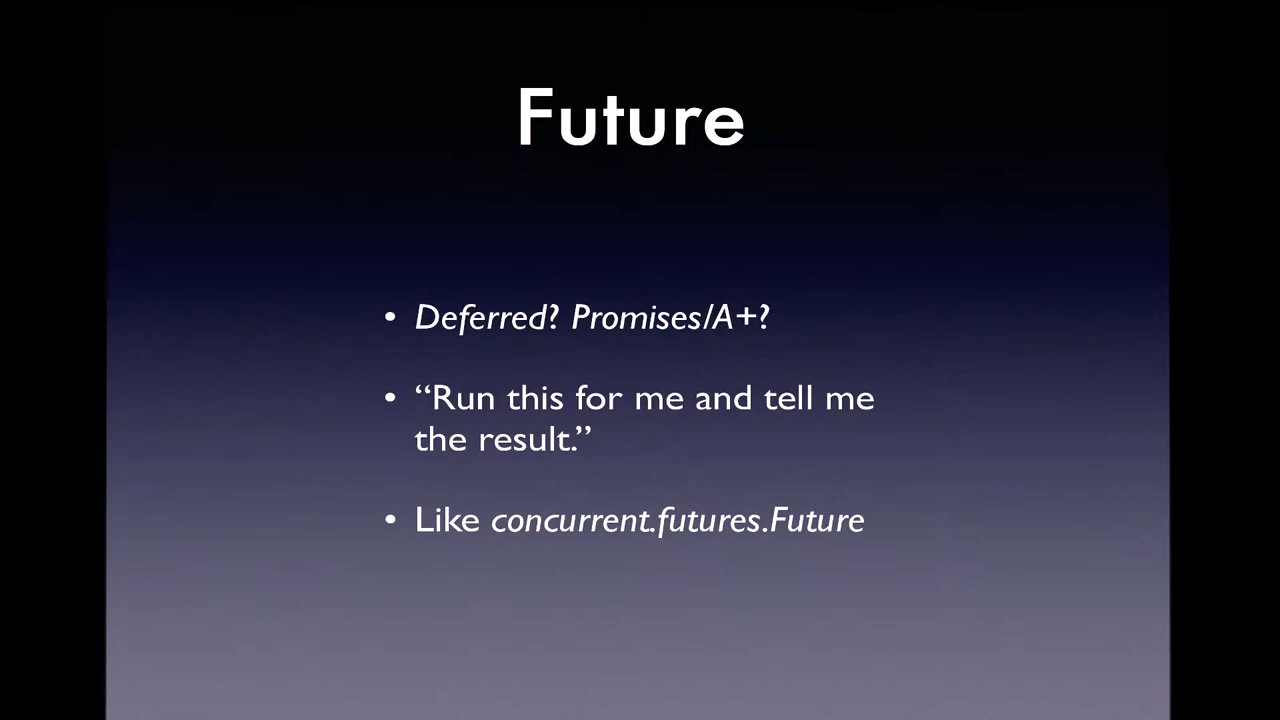 Future
• Deferred? Promises/A+?
• “Run this for me and tell me
the result.”
• Like concurrent.futures.Future